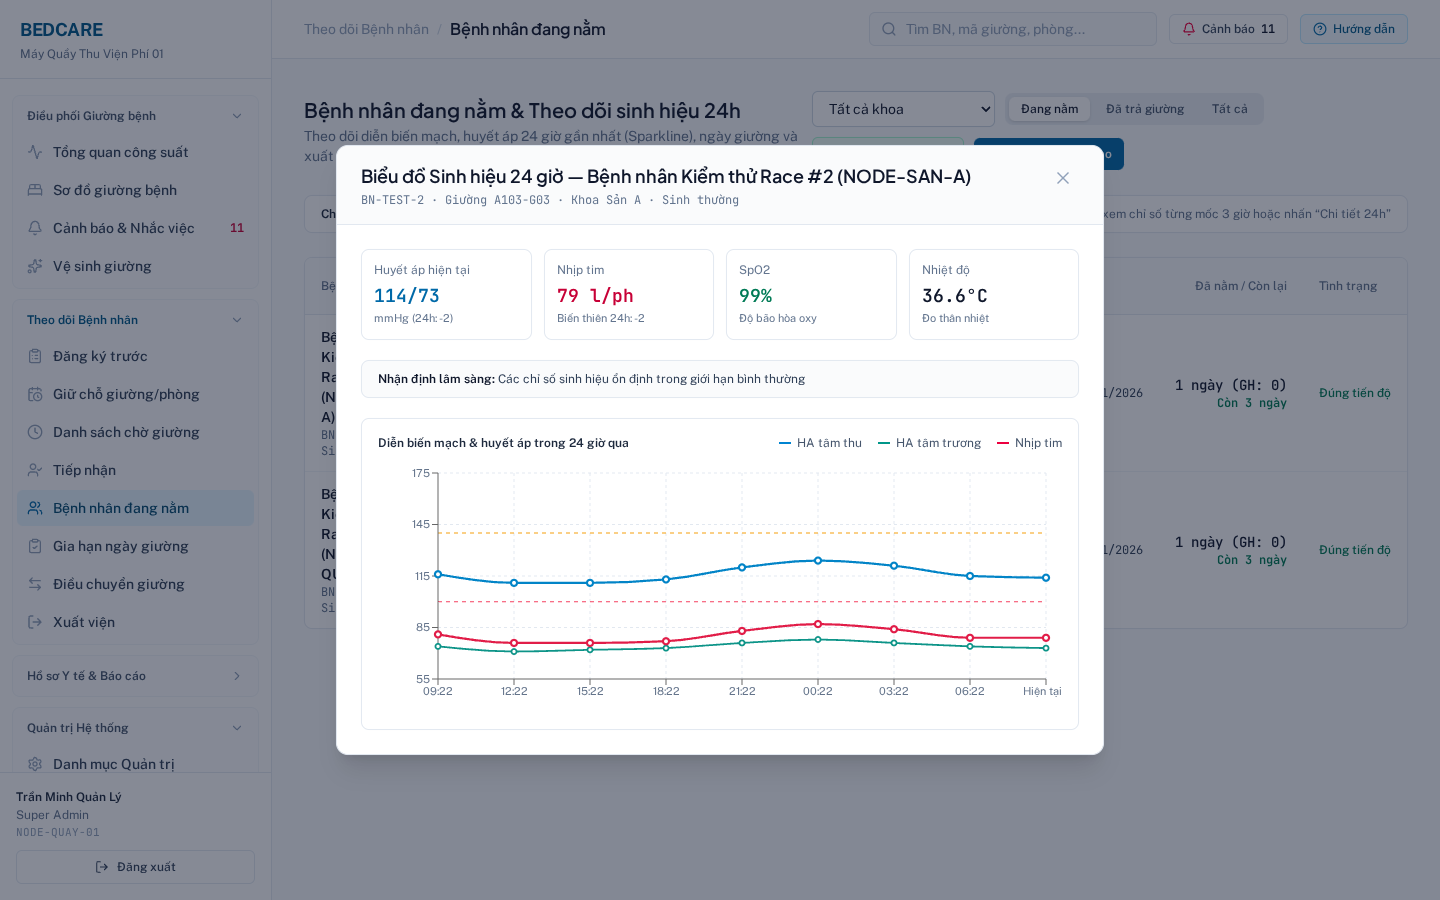 BEDCARE
Máy Quầy Thu Viện Phí 01
Điều phối Giường bệnh
Tổng quan công suất
Sơ đồ giường bệnh
Cảnh báo & Nhắc việc 11
Vệ sinh giường
Theo dõi Bệnh nhân
Đăng ký trước
Giữ chỗ giường/phòng
Danh sách chờ giường
Tiếp nhận
Bệnh nhân đang nằm
Gia hạn ngày giường
Điều chuyển giường
Xuất viện
Hồ sơ Y tế & Báo cáo
Quản trị Hệ thống
Danh mục Quản trị
Trần Minh Quản Lý
Super Admin
NODE-QUAY-01
Đăng xuất
Theo dõi Bệnh nhân / Bệnh nhân đang nằm
Tìm BN, mã giường, phòng...
Cảnh báo 11
Hướng dẫn
Bệnh nhân đang nằm & Theo dõi sinh hiệu 24h
Theo dõi diễn biến mạch, huyết áp 24 giờ gần nhất (Sparkline), ngày giường và
xuất
Tất cả khoa
Đang nằm Đã trả giường Tất cả
xem chỉ số từng mốc 3 giờ hoặc nhấn “Chi tiết 24h”
Đã nằm / Còn lại Tình trạng
1/2026 1 ngày (GH: 0) Đúng tiến độ
Còn 3 ngày
1/2026 1 ngày (GH: 0) Đúng tiến độ
Còn 3 ngày
Biểu đồ Sinh hiệu 24 giờ — Bệnh nhân Kiểm thử Race #2 (NODE-SAN-A)
BN-TEST-2 · Giường A103-G03 · Khoa Sản A · Sinh thường
Huyết áp hiện tại
114/73
mmHg (24h: -2)
Nhịp tim
79 l/ph
Biến thiên 24h: -2
SpO2
99%
Độ bão hòa oxy
Nhiệt độ
36.6°C
Đo thân nhiệt
Nhận định lâm sàng: Các chỉ số sinh hiệu ổn định trong giới hạn bình thường
Diễn biến mạch & huyết áp trong 24 giờ qua
HA tâm thu HA tâm trương Nhịp tim
175
145
115
85
55
09:22 12:22 15:22 18:22 21:22 00:22 03:22 06:22 Hiện tại